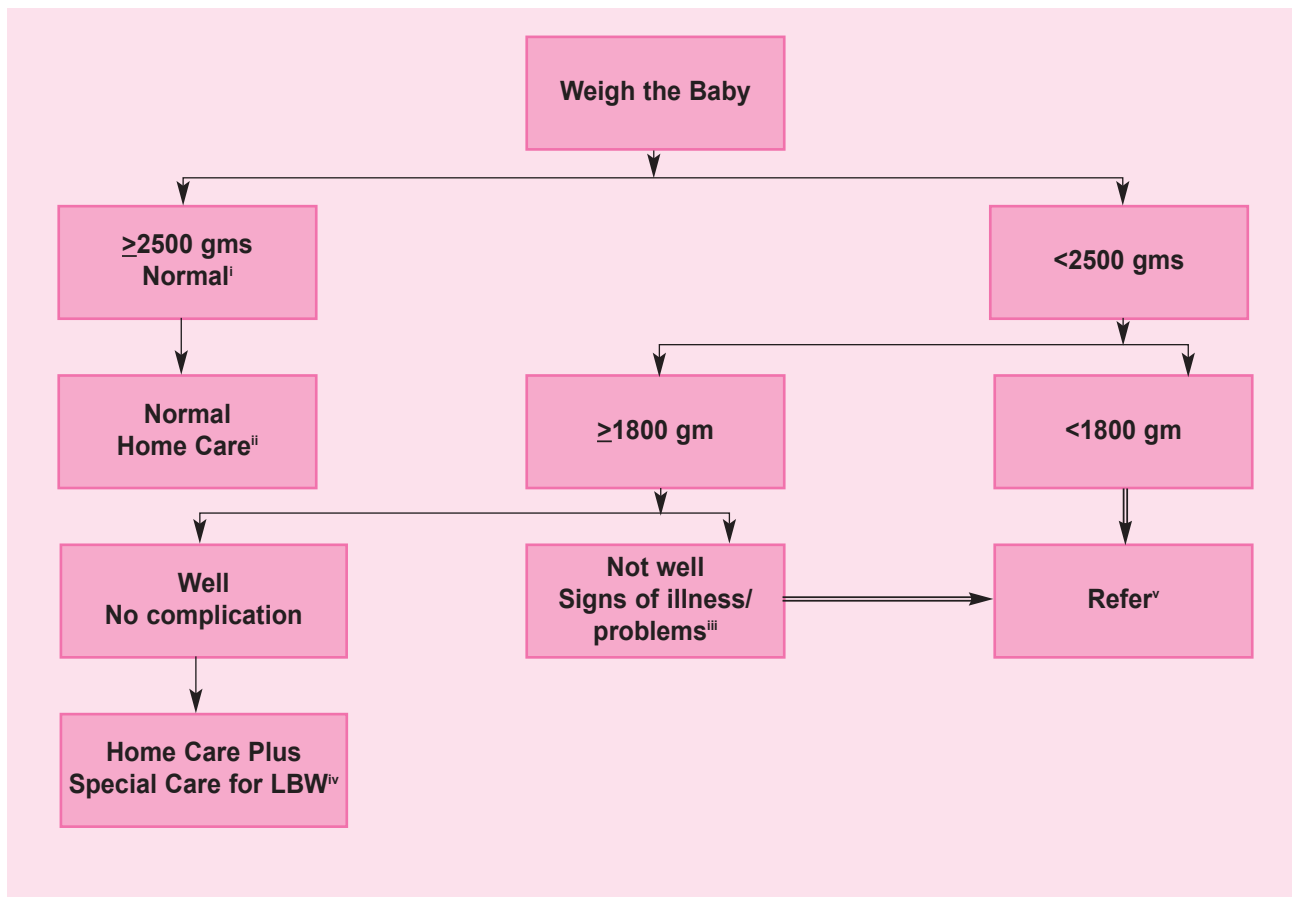 Weigh the Baby
≥2500 gms
Normalⁱ
<2500 gms
Normal
Home Careⁱⁱ
≥1800 gm
<1800 gm
Well
No complication
Not well
Signs of illness/
problemsⁱⁱⁱ
Referᵛ
Home Care Plus
Special Care for LBWⁱᵛ